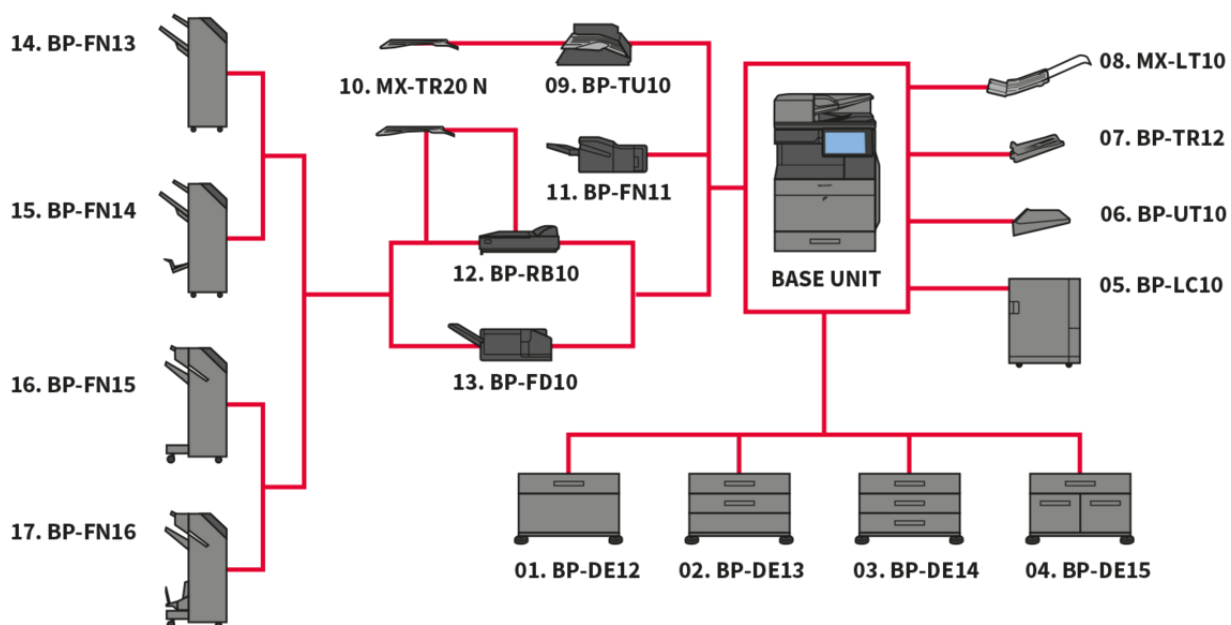 14. BP-FN13
10. MX-TR20 N
09. BP-TU10
08. MX-LT10
07. BP-TR12
15. BP-FN14
11. BP-FN11
06. BP-UT10
12. BP-RB10
BASE UNIT
05. BP-LC10
16. BP-FN15
13. BP-FD10
17. BP-FN16
01. BP-DE12
02. BP-DE13
03. BP-DE14
04. BP-DE15